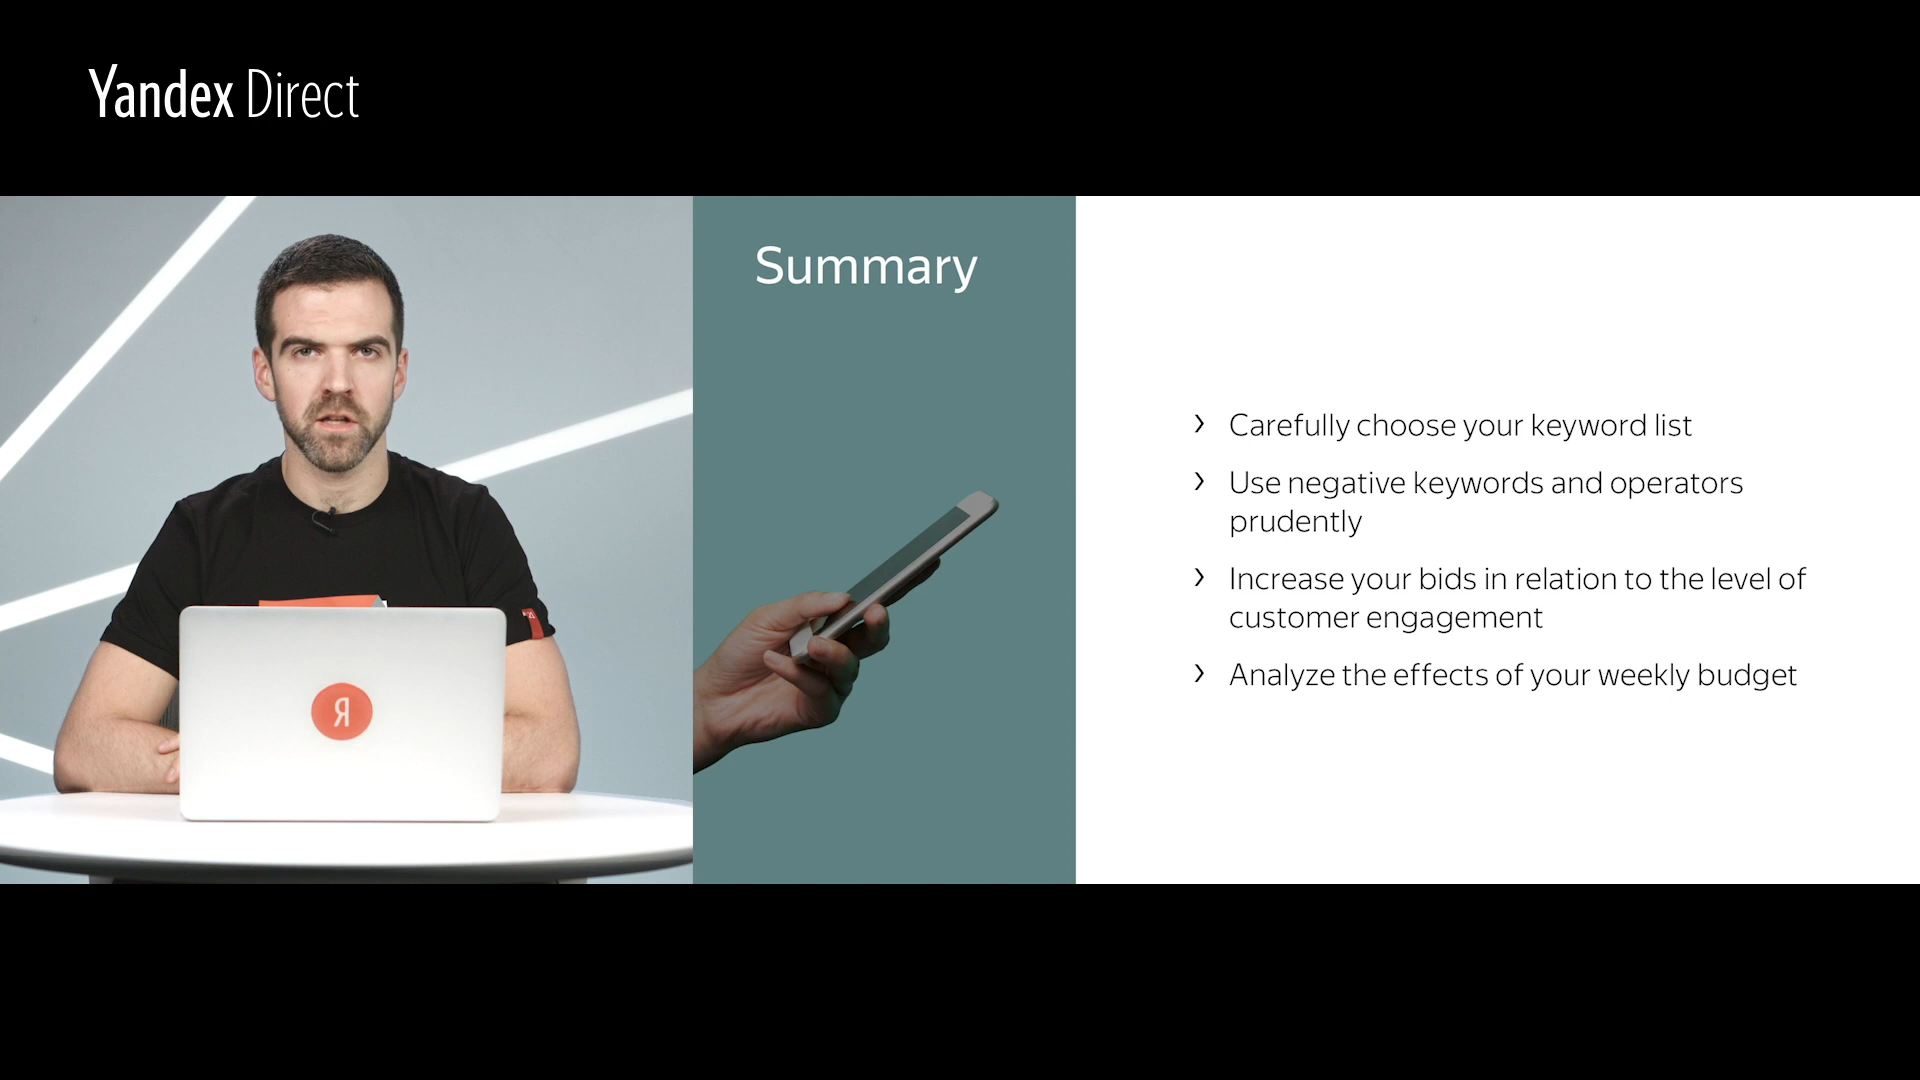 Yandex Direct
Summary
› Carefully choose your keyword list
› Use negative keywords and operators
prudently
› Increase your bids in relation to the level of
customer engagement
› Analyze the effects of your weekly budget
Я